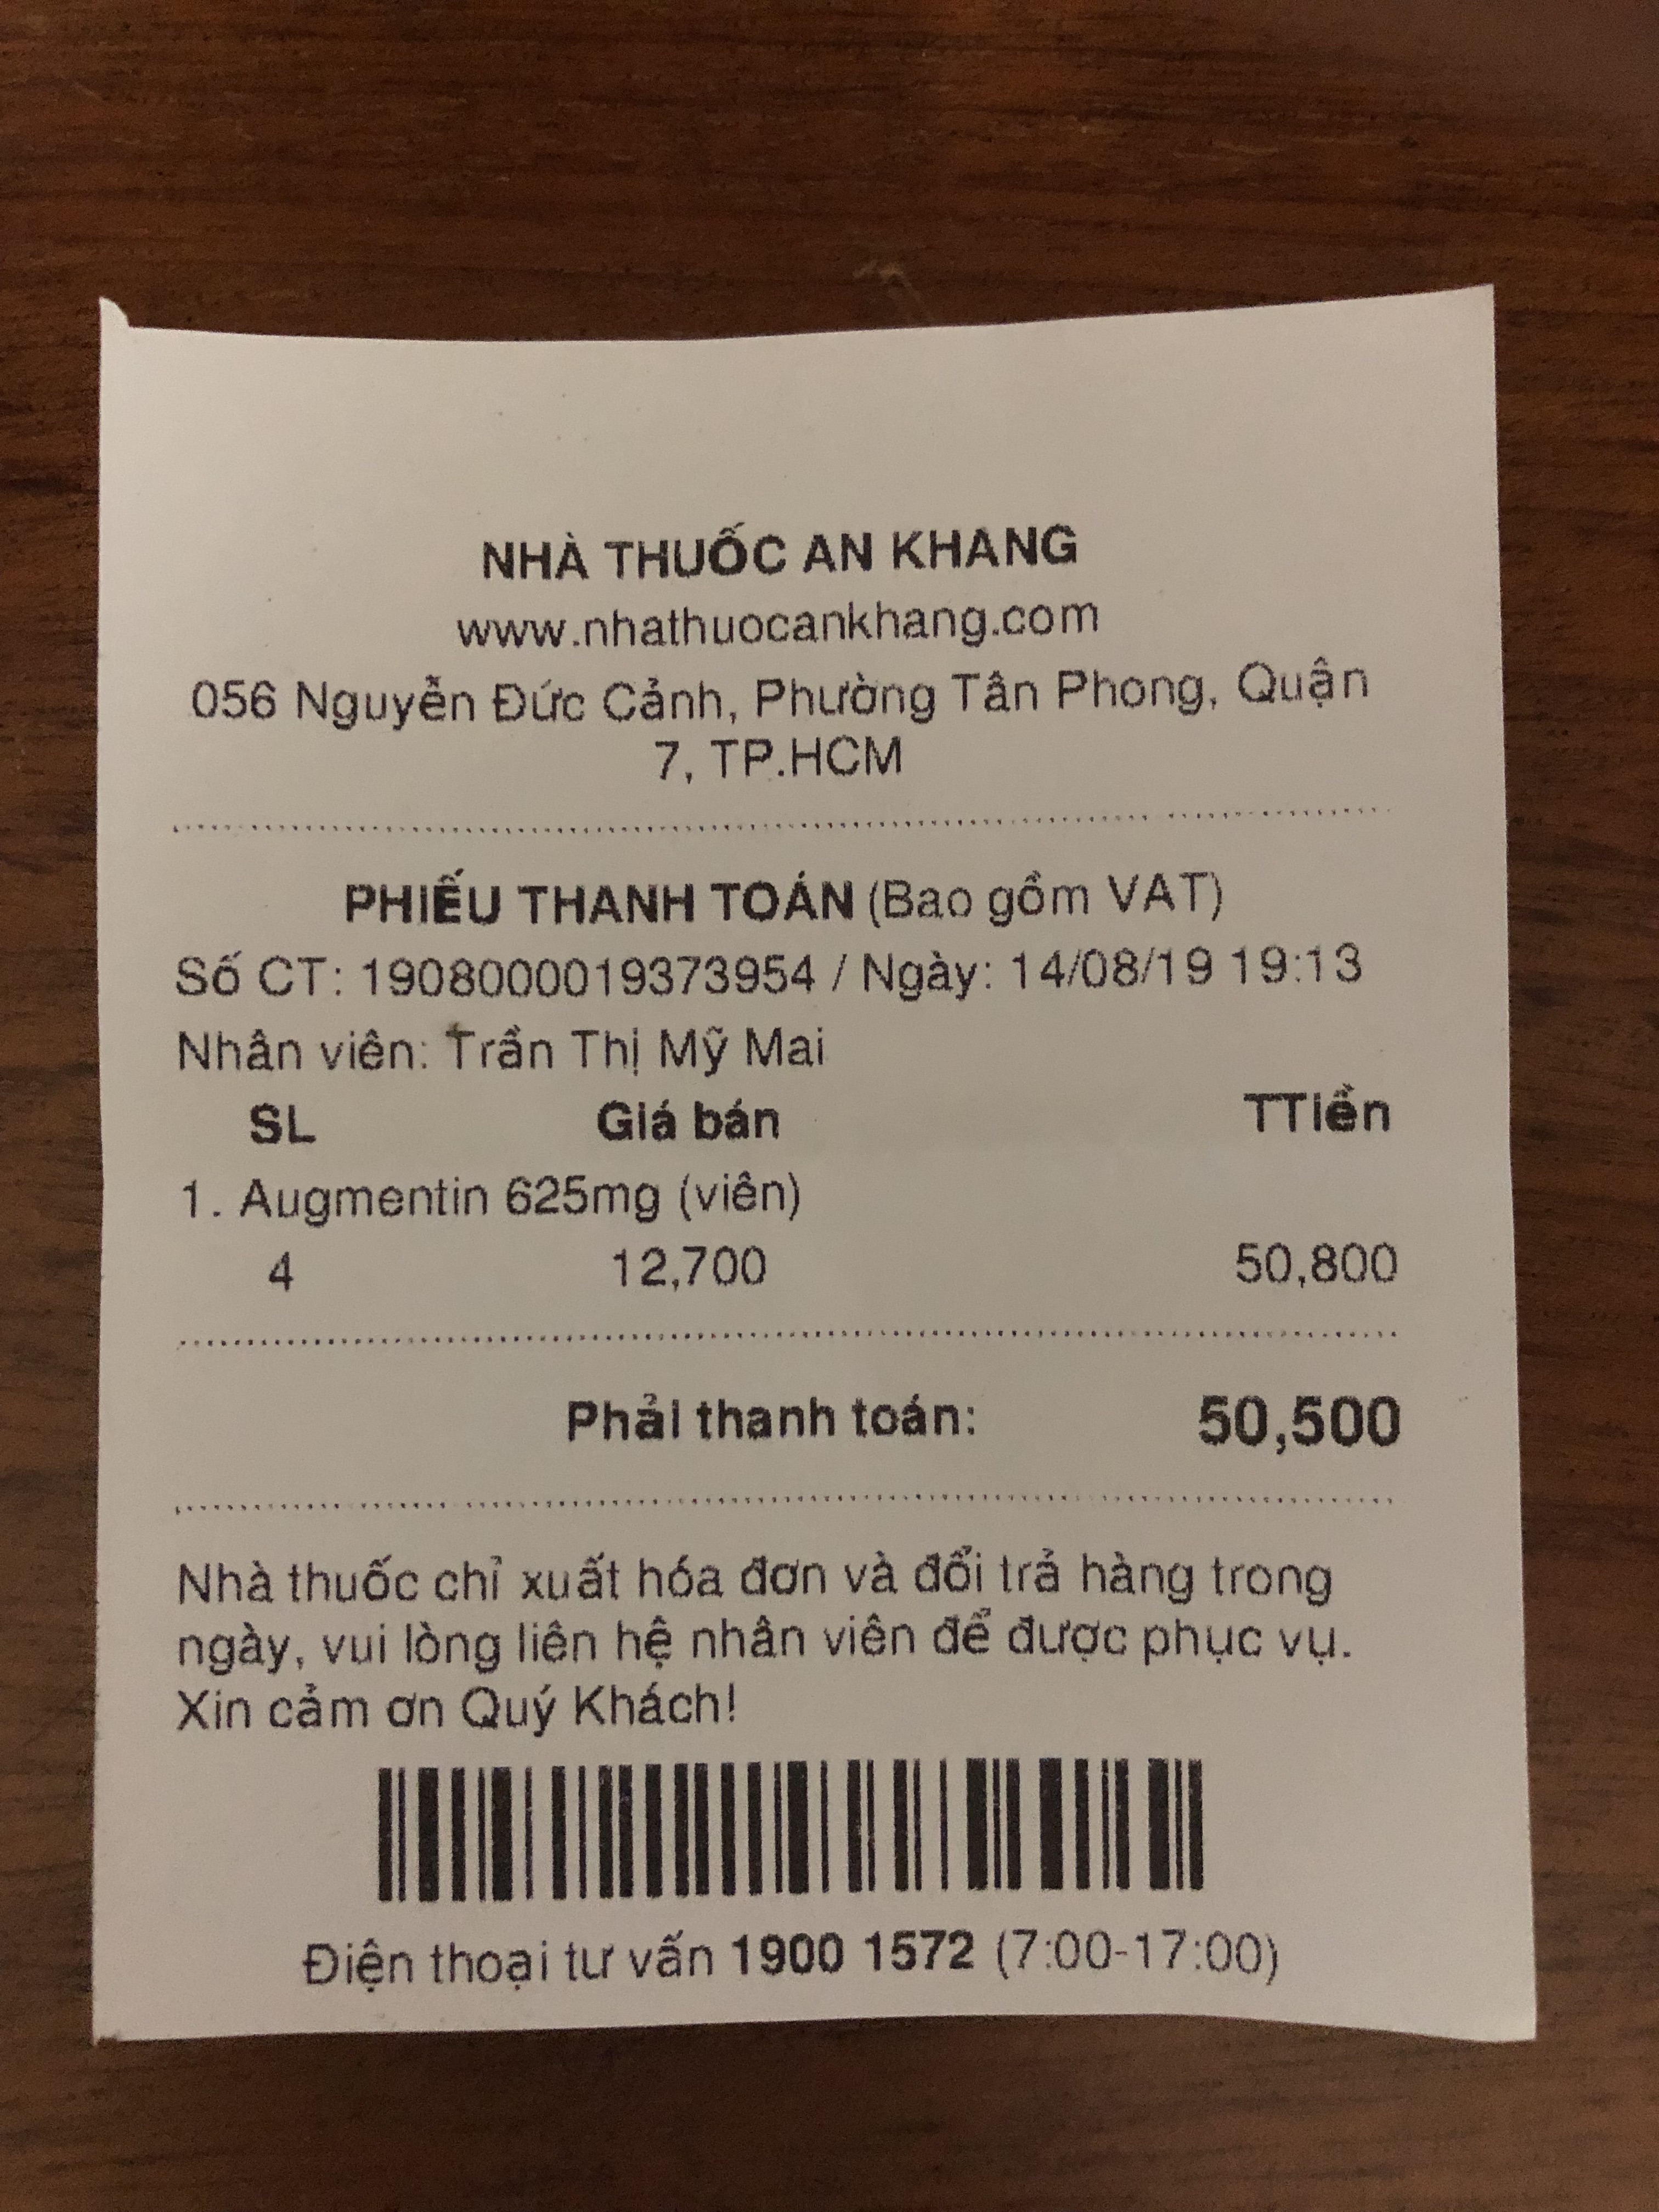 NHÀ THUỐC AN KHANG
www.nhathuocankhang.com
056 Nguyễn Đức Cảnh, Phường Tân Phong, Quận
7, TP.HCM
PHIẾU THANH TOÁN (Bao gồm VAT)
Số CT: 1908000019373954 / Ngày: 14/08/19 19:13
Nhân viên: Trần Thị Mỹ Mai
SL Giá bán TTiền
1. Augmentin 625mg (viên)
4 12,700 50,800
Phải thanh toán: 50,500
Nhà thuốc chỉ xuất hóa đơn và đổi trả hàng trong
ngày, vui lòng liên hệ nhân viên để được phục vụ.
Xin cảm ơn Quý Khách!
Điện thoại tư vấn 1900 1572 (7:00-17:00)